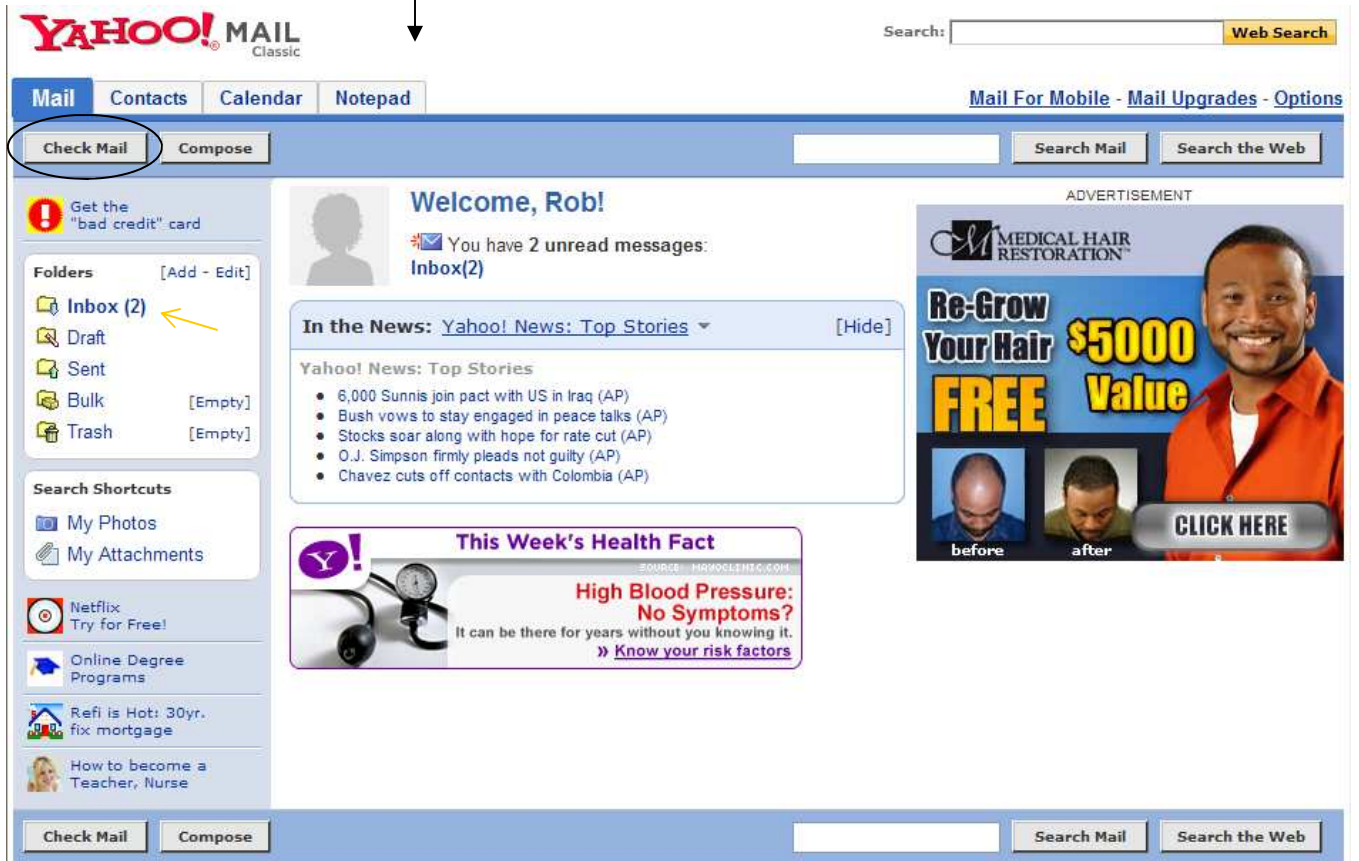 YAHOO!® MAIL
Classic
Search:
Web Search
Mail
Contacts
Calendar
Notepad
Mail For Mobile - Mail Upgrades - Options
Check Mail
Compose
Search Mail
Search the Web
Get the
"bad credit" card
Folders [Add - Edit]
Inbox (2)
Draft
Sent
Bulk [Empty]
Trash [Empty]
Search Shortcuts
My Photos
My Attachments
Netflix
Try for Free!
Online Degree
Programs
Refi is Hot: 30yr.
fix mortgage
How to become a
Teacher, Nurse
Welcome, Rob!
You have 2 unread messages:
Inbox(2)
In the News: Yahoo! News: Top Stories [Hide]
Yahoo! News: Top Stories
6,000 Sunnis join pact with US in Iraq (AP)
Bush vows to stay engaged in peace talks (AP)
Stocks soar along with hope for rate cut (AP)
O.J. Simpson firmly pleads not guilty (AP)
Chavez cuts off contacts with Colombia (AP)
Y!
This Week's Health Fact
SOURCE: MAYOCLINIC.COM
High Blood Pressure:
No Symptoms?
It can be there for years without you knowing it.
» Know your risk factors
ADVERTISEMENT
MEDICAL HAIR
RESTORATION™
Re-Grow
Your Hair
FREE
$5000
Value
before
after
CLICK HERE
Check Mail
Compose
Search Mail
Search the Web